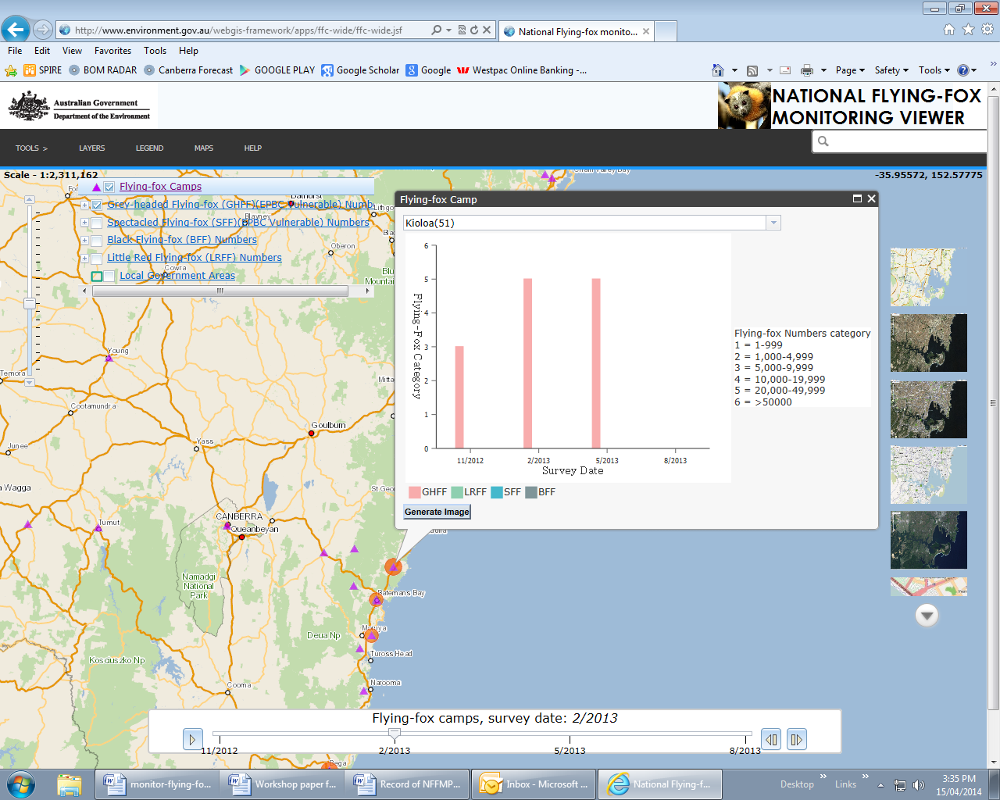 http://www.environment.gov.au/webgis-framework/apps/ffc-wide/ffc-wide.jsf
National Flying-fox monito...
File Edit View Favorites Tools Help
SPIRE BOM RADAR Canberra Forecast GOOGLE PLAY Google Scholar Google Westpac Online Banking -...
Page Safety Tools
Australian Government
Department of the Environment
NATIONAL FLYING-FOX
MONITORING VIEWER
TOOLS > LAYERS LEGEND MAPS HELP
Scale - 1:2,311,162
-35.95572, 152.57775
Flying-fox Camps
Grey-headed Flying-fox (GHFF)(EPBC Vulnerable) Numb
Spectacled Flying-fox (SFF)(EPBC Vulnerable) Numbers
Black Flying-fox (BFF) Numbers
Little Red Flying-fox (LRFF) Numbers
Local Government Areas
Bathurst
Lithgo
Blayney
Oberon
Cowra
Blu
Mountai
Young
Temora
Cootamundra
Mitta
Goulburn
Junee
Yass
a Wagga
St Geor
Tumut
CANBERRA
Queanbeyan
Namadgi
National
Park
Batemans Bay
Moruya
Deua Np
Tuross Head
Kosciuszko Np
Narooma
Cooma
Bega
Flying-fox Camp
Kioloa(51)
6
5
4
3
2
1
0
Flying-Fox Category
11/2012 2/2013 5/2013 8/2013
Survey Date
GHFF LRFF SFF BFF
Generate Image
Flying-fox Numbers category
1 = 1-999
2 = 1,000-4,999
3 = 5,000-9,999
4 = 10,000-19,999
5 = 20,000-49,999
6 = >50000
Flying-fox camps, survey date: 2/2013
11/2012 2/2013 5/2013 8/2013
monitor-flying-fo... Workshop paper f... Record of NFFMP... Inbox - Microsoft ... National Flying-f...
Desktop Links
3:35 PM
15/04/2014